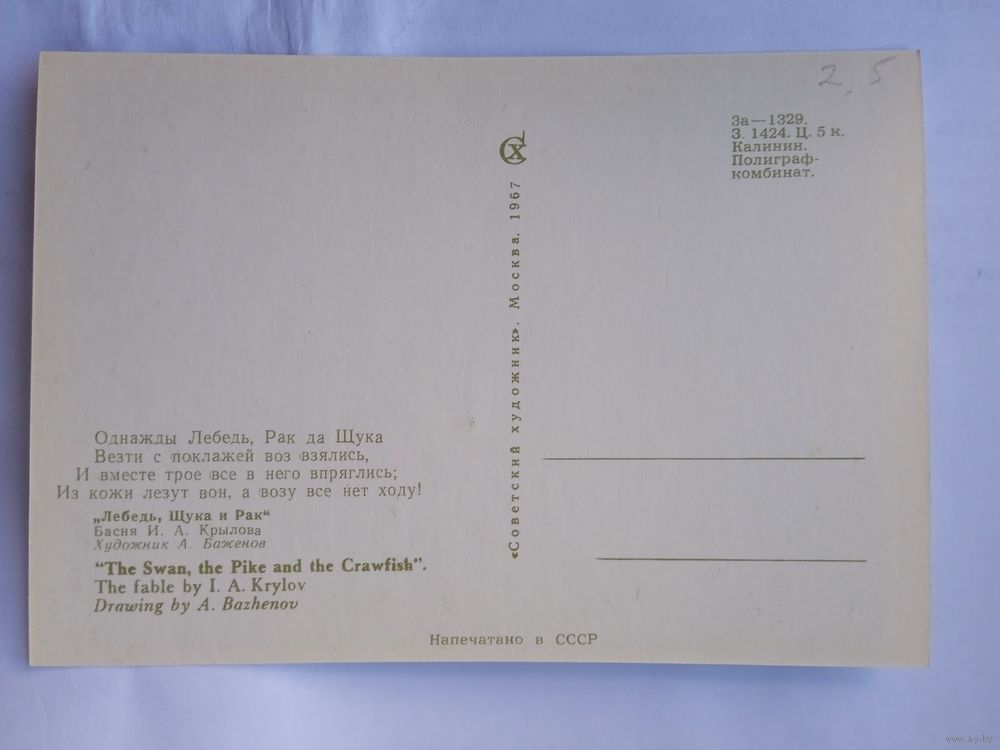 2,5
За—1329.
З. 1424. Ц. 5 к.
Калинин.
Полиграф-
комбинат.
СХ
«Советский художник». Москва. 1967
Однажды Лебедь, Рак да Щука
Везти с поклажей воз взялись,
И вместе трое все в него впряглись;
Из кожи лезут вон, а возу все нет ходу!
„Лебедь, Щука и Рак“
Басня И. А. Крылова
Художник А. Баженов
“The Swan, the Pike and the Crawfish”.
The fable by I. A. Krylov
Drawing by A. Bazhenov
Напечатано в СССР
www.ay.by